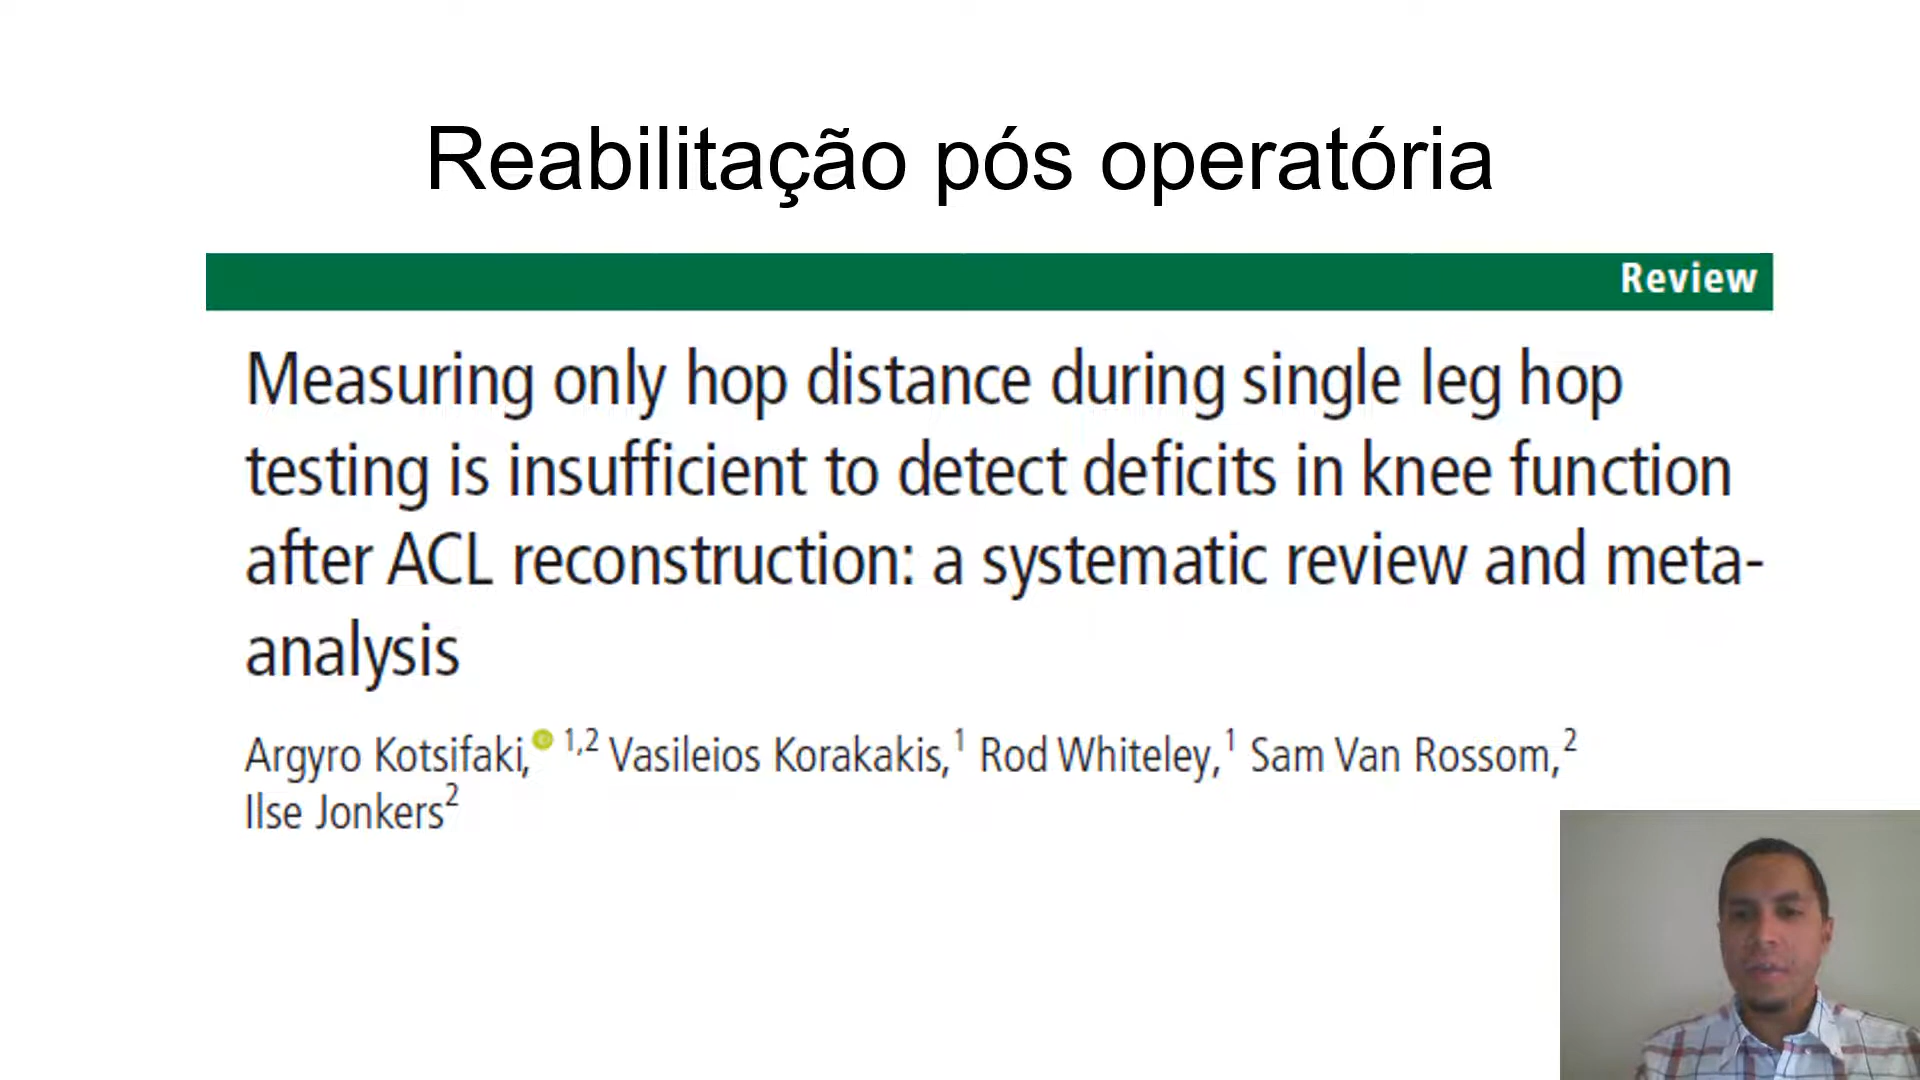 Reabilitação pós operatória
Review
Measuring only hop distance during single leg hop
testing is insufficient to detect deficits in knee function
after ACL reconstruction: a systematic review and meta-
analysis
Argyro Kotsifaki, 1,2 Vasileios Korakakis,1 Rod Whiteley,1 Sam Van Rossom,2
Ilse Jonkers2